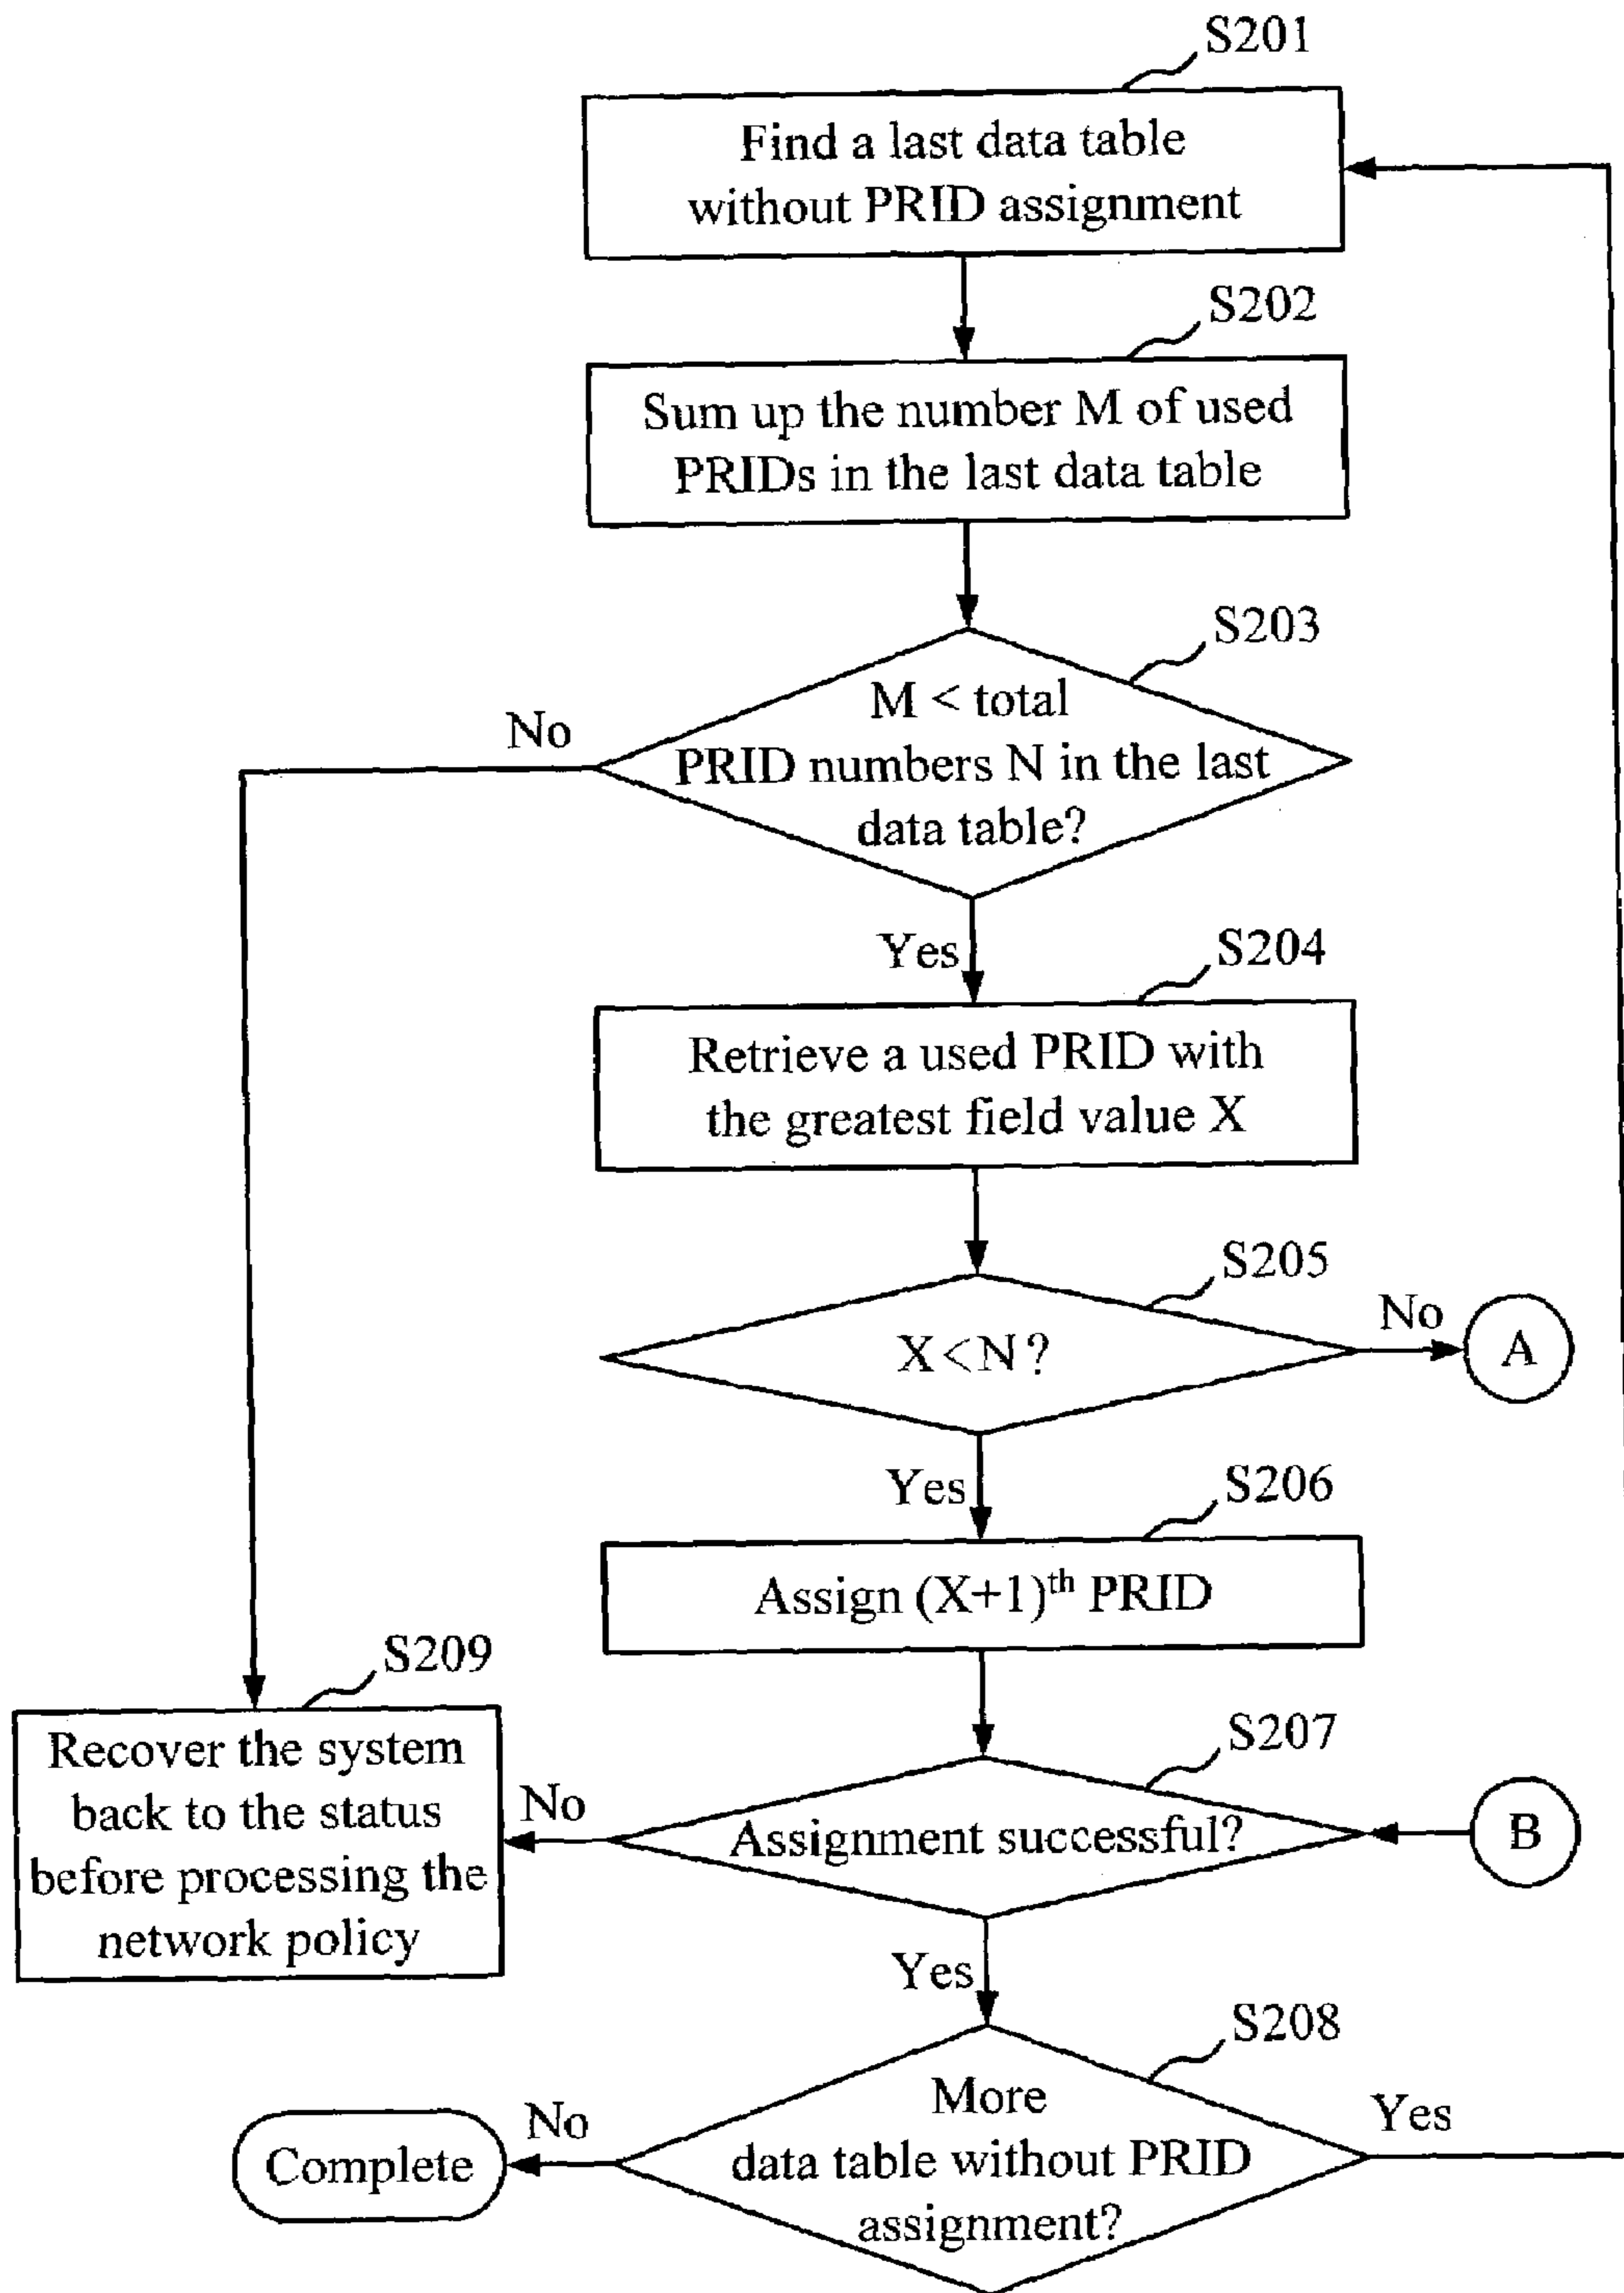 S201
Find a last data table
without PRID assignment
S202
Sum up the number M of used
PRIDs in the last data table
S203
M < total
PRID numbers N in the last
data table?
No
Yes
S204
Retrieve a used PRID with
the greatest field value X
S205
X<N?
No
A
Yes
S206
Assign (X+1)th PRID
S209
Recover the system
back to the status
before processing the
network policy
S207
Assignment successful?
No
B
Yes
S208
More
data table without PRID
assignment?
No
Yes
Complete